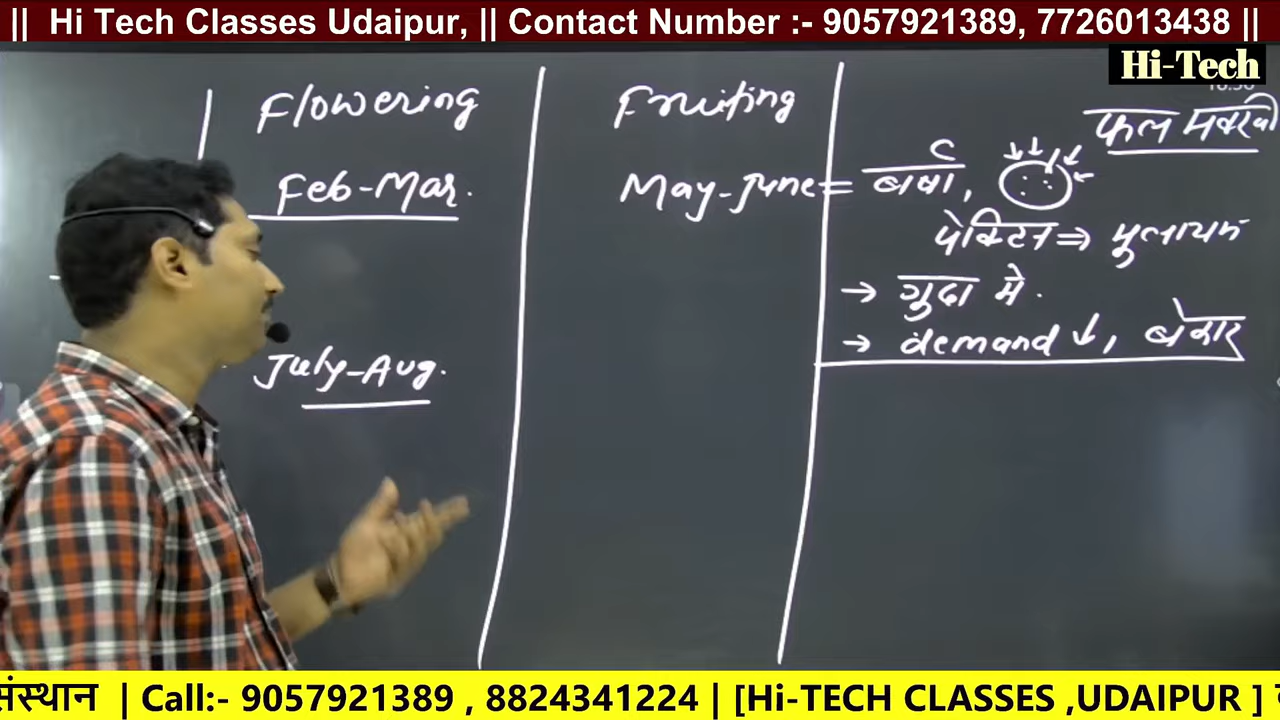 || Hi Tech Classes Udaipur, || Contact Number :- 9057921389, 7726013438 ||
Hi-Tech
Flowering
Fruiting
फल मक्खी
Feb-Mar.
May-June =
C
पेक्टिन ⇒ मुलायम
→ गुदा मे.
July-Aug.
→ demand ↓, बेकार
संस्थान | Call:- 9057921389 , 8824341224 | [Hi-TECH CLASSES ,UDAIPUR ]